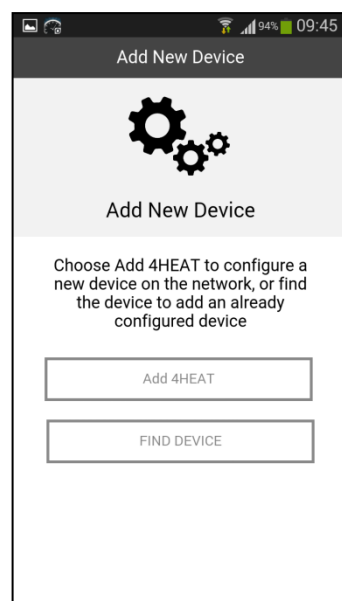 94% 09:45
Add New Device
Add New Device
Choose Add 4HEAT to configure a
new device on the network, or find
the device to add an already
configured device
Add 4HEAT
FIND DEVICE